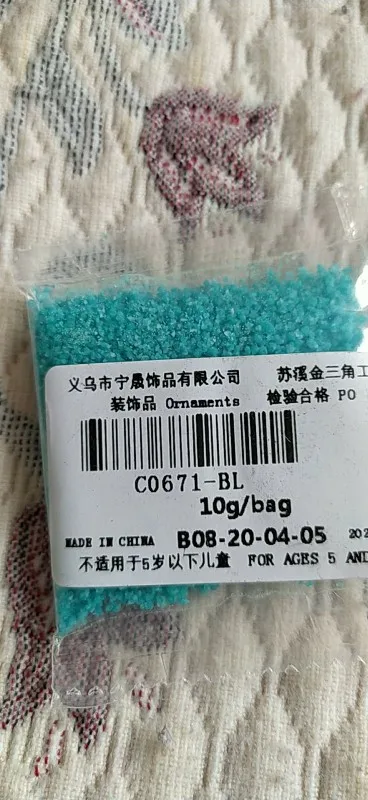 义乌市宁晟饰品有限公司 苏溪金三角工
装饰品 Ornaments 检验合格 PO
C0671-BL
10g/bag
MADE IN CHINA B08-20-04-05 202
不适用于5岁以下儿童 FOR AGES 5 AND